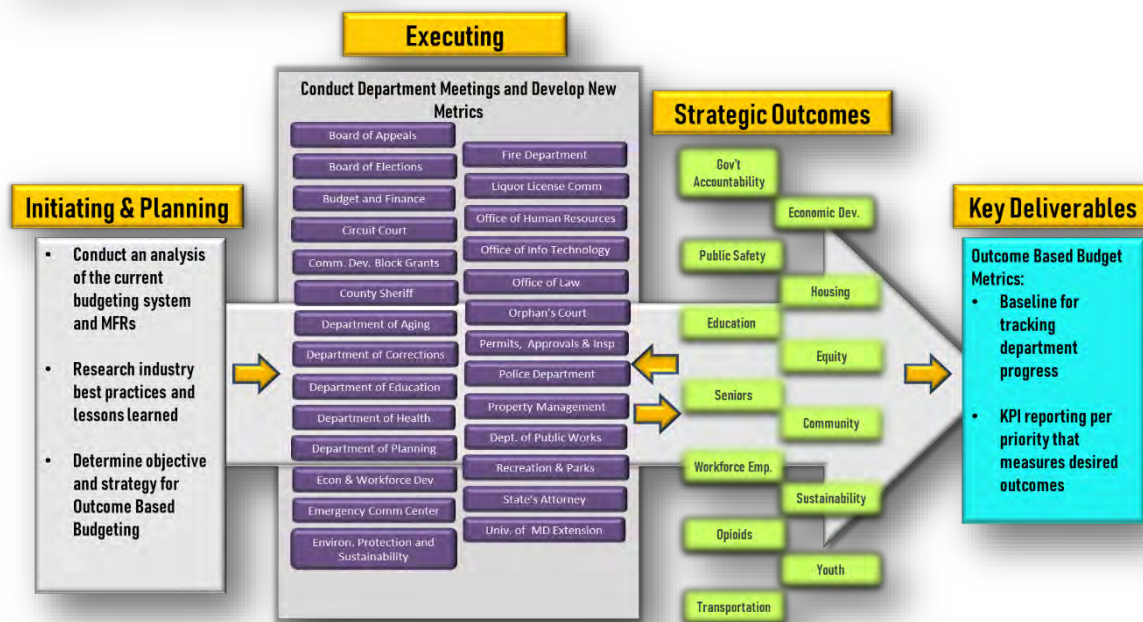 Executing
Conduct Department Meetings and Develop New
Metrics
Board of Appeals
Board of Elections
Budget and Finance
Circuit Court
Comm. Dev. Block Grants
County Sheriff
Department of Aging
Department of Corrections
Department of Education
Department of Health
Department of Planning
Econ & Workforce Dev
Emergency Comm Center
Environ. Protection and
Sustainability
Fire Department
Liquor License Comm
Office of Human Resources
Office of Info Technology
Office of Law
Orphan's Court
Permits, Approvals & Insp
Police Department
Property Management
Dept. of Public Works
Recreation & Parks
State's Attorney
Univ. of MD Extension
Initiating & Planning
• Conduct an analysis
of the current
budgeting system
and MFRs
• Research industry
best practices and
lessons learned
• Determine objective
and strategy for
Outcome Based
Budgeting
Strategic Outcomes
Gov't
Accountability
Economic Dev.
Public Safety
Housing
Education
Equity
Seniors
Community
Workforce Emp.
Sustainability
Opioids
Youth
Transportation
Key Deliverables
Outcome Based Budget
Metrics:
• Baseline for
tracking
department
progress
• KPI reporting per
priority that
measures desired
outcomes